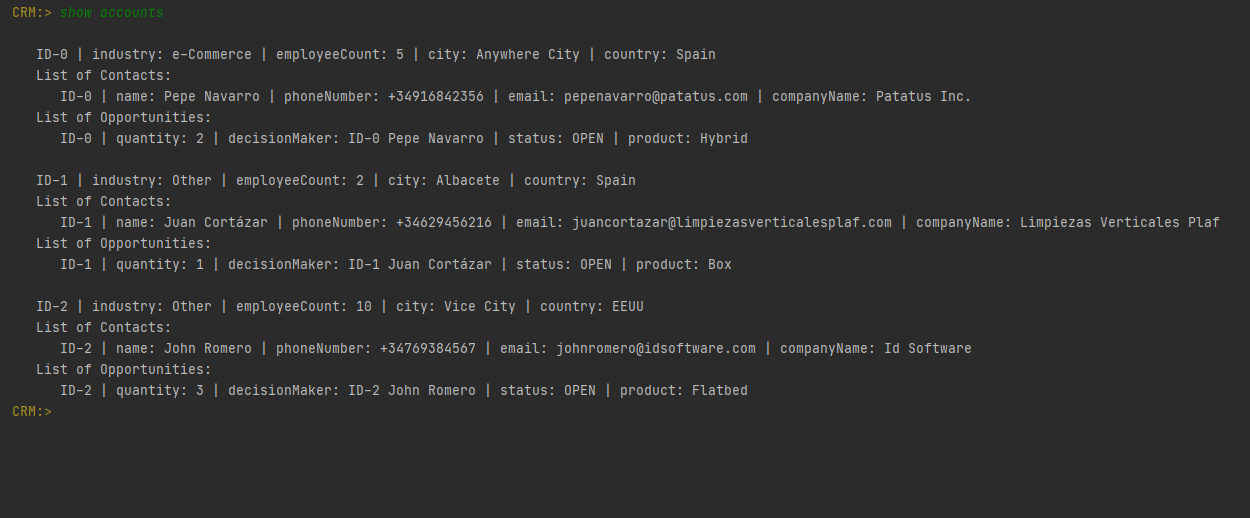 CRM:> show accounts
ID-0 | industry: e-Commerce | employeeCount: 5 | city: Anywhere City | country: Spain
List of Contacts:
ID-0 | name: Pepe Navarro | phoneNumber: +34916842356 | email: pepenavarro@patatus.com | companyName: Patatus Inc.
List of Opportunities:
ID-0 | quantity: 2 | decisionMaker: ID-0 Pepe Navarro | status: OPEN | product: Hybrid
ID-1 | industry: Other | employeeCount: 2 | city: Albacete | country: Spain
List of Contacts:
ID-1 | name: Juan Cortázar | phoneNumber: +34629456216 | email: juancortazar@limpiezasverticalesplaf.com | companyName: Limpiezas Verticales Plaf
List of Opportunities:
ID-1 | quantity: 1 | decisionMaker: ID-1 Juan Cortázar | status: OPEN | product: Box
ID-2 | industry: Other | employeeCount: 10 | city: Vice City | country: EEUU
List of Contacts:
ID-2 | name: John Romero | phoneNumber: +34769384567 | email: johnromero@idsoftware.com | companyName: Id Software
List of Opportunities:
ID-2 | quantity: 3 | decisionMaker: ID-2 John Romero | status: OPEN | product: Flatbed
CRM:>